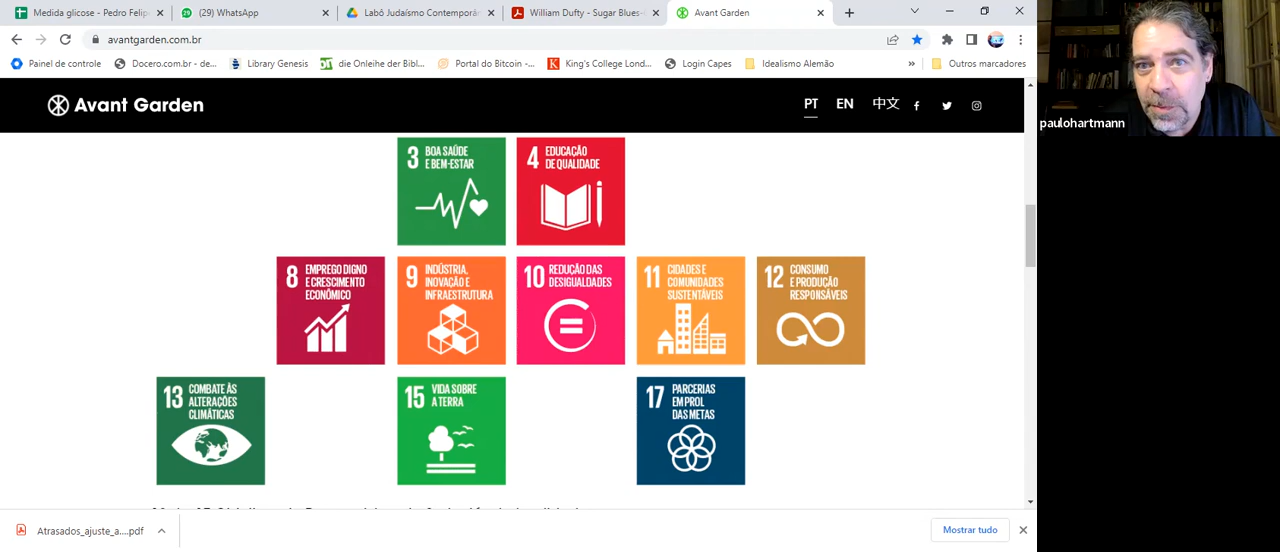 Medida glicose - Pedro Felip
(29) WhatsApp
Labô Judaísmo Contemporân
William Dufty - Sugar Blues-
Avant Garden
avantgarden.com.br
Painel de controle
Docero.com.br - de...
Library Genesis
Die Onleihe der Bibl...
Portal do Bitcoin -...
King's College Lond...
Login Capes
Idealismo Alemão
»
Outros marcadores
Avant Garden
PT EN 中文
3 BOA SAÚDE
E BEM-ESTAR
4 EDUCAÇÃO
DE QUALIDADE
8 EMPREGO DIGNO
E CRESCIMENTO
ECONÔMICO
9 INDÚSTRIA,
INOVAÇÃO E
INFRAESTRUTURA
10 REDUÇÃO DAS
DESIGUALDADES
11 CIDADES E
COMUNIDADES
SUSTENTÁVEIS
12 CONSUMO
E PRODUÇÃO
RESPONSÁVEIS
13 COMBATE ÀS
ALTERAÇÕES
CLIMÁTICAS
15 VIDA SOBRE
A TERRA
17 PARCERIAS
EM PROL
DAS METAS
Atrasados_ajuste_a....pdf
Mostrar tudo
paulohartmann